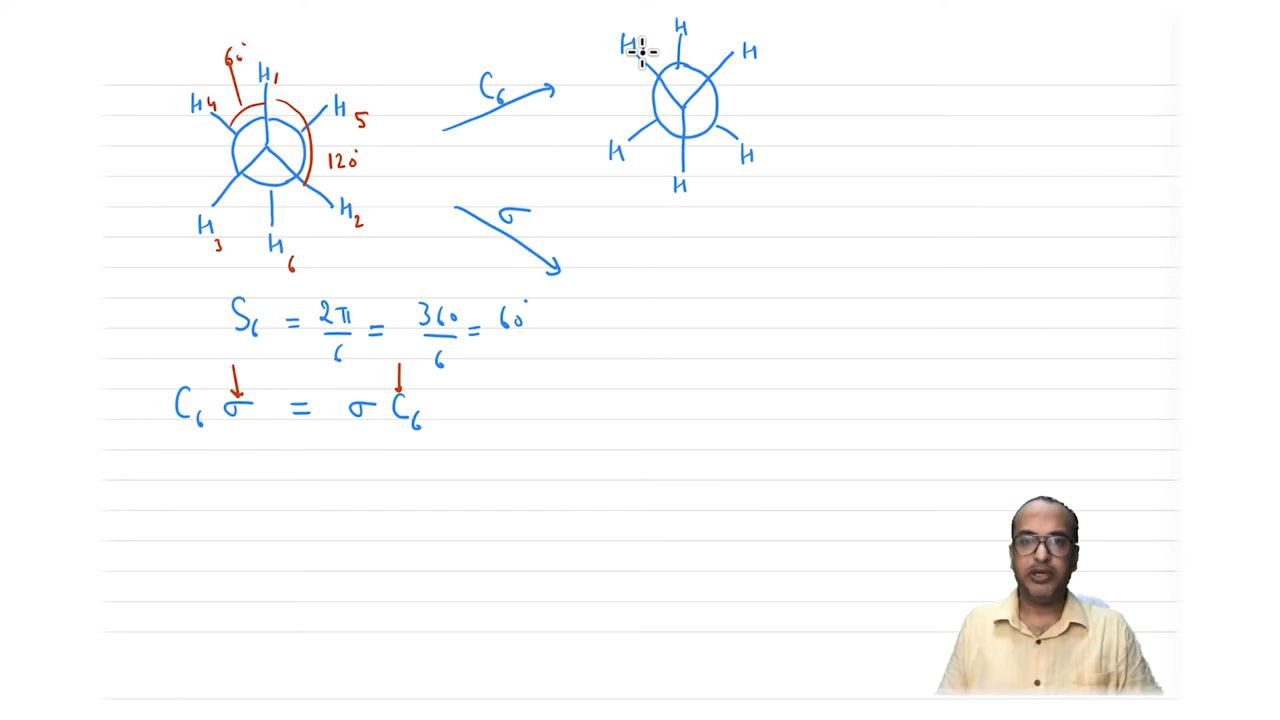 60°
H1
H4
H5
120°
H2
H3
H6
C6
H
H
H
H
H
H
σ
S6 = 2π/6 = 360/6 = 60°
C6 σ = σ C6